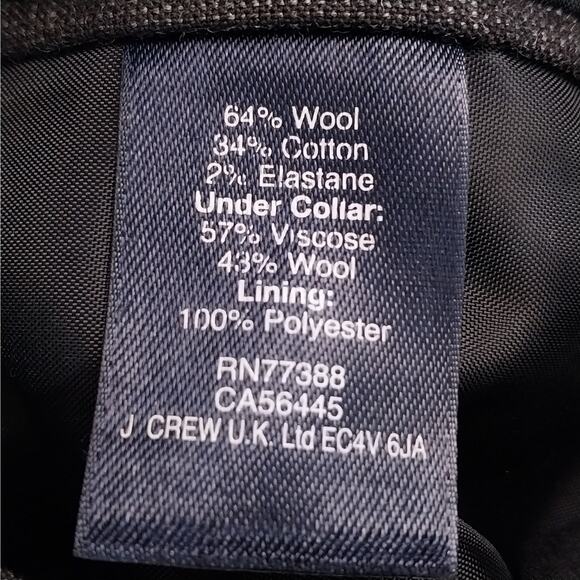 64% Wool
34% Cotton
2% Elastane
Under Collar:
57% Viscose
43% Wool
Lining:
100% Polyester
RN77388
CA56445
J CREW U.K. Ltd EC4V 6JA